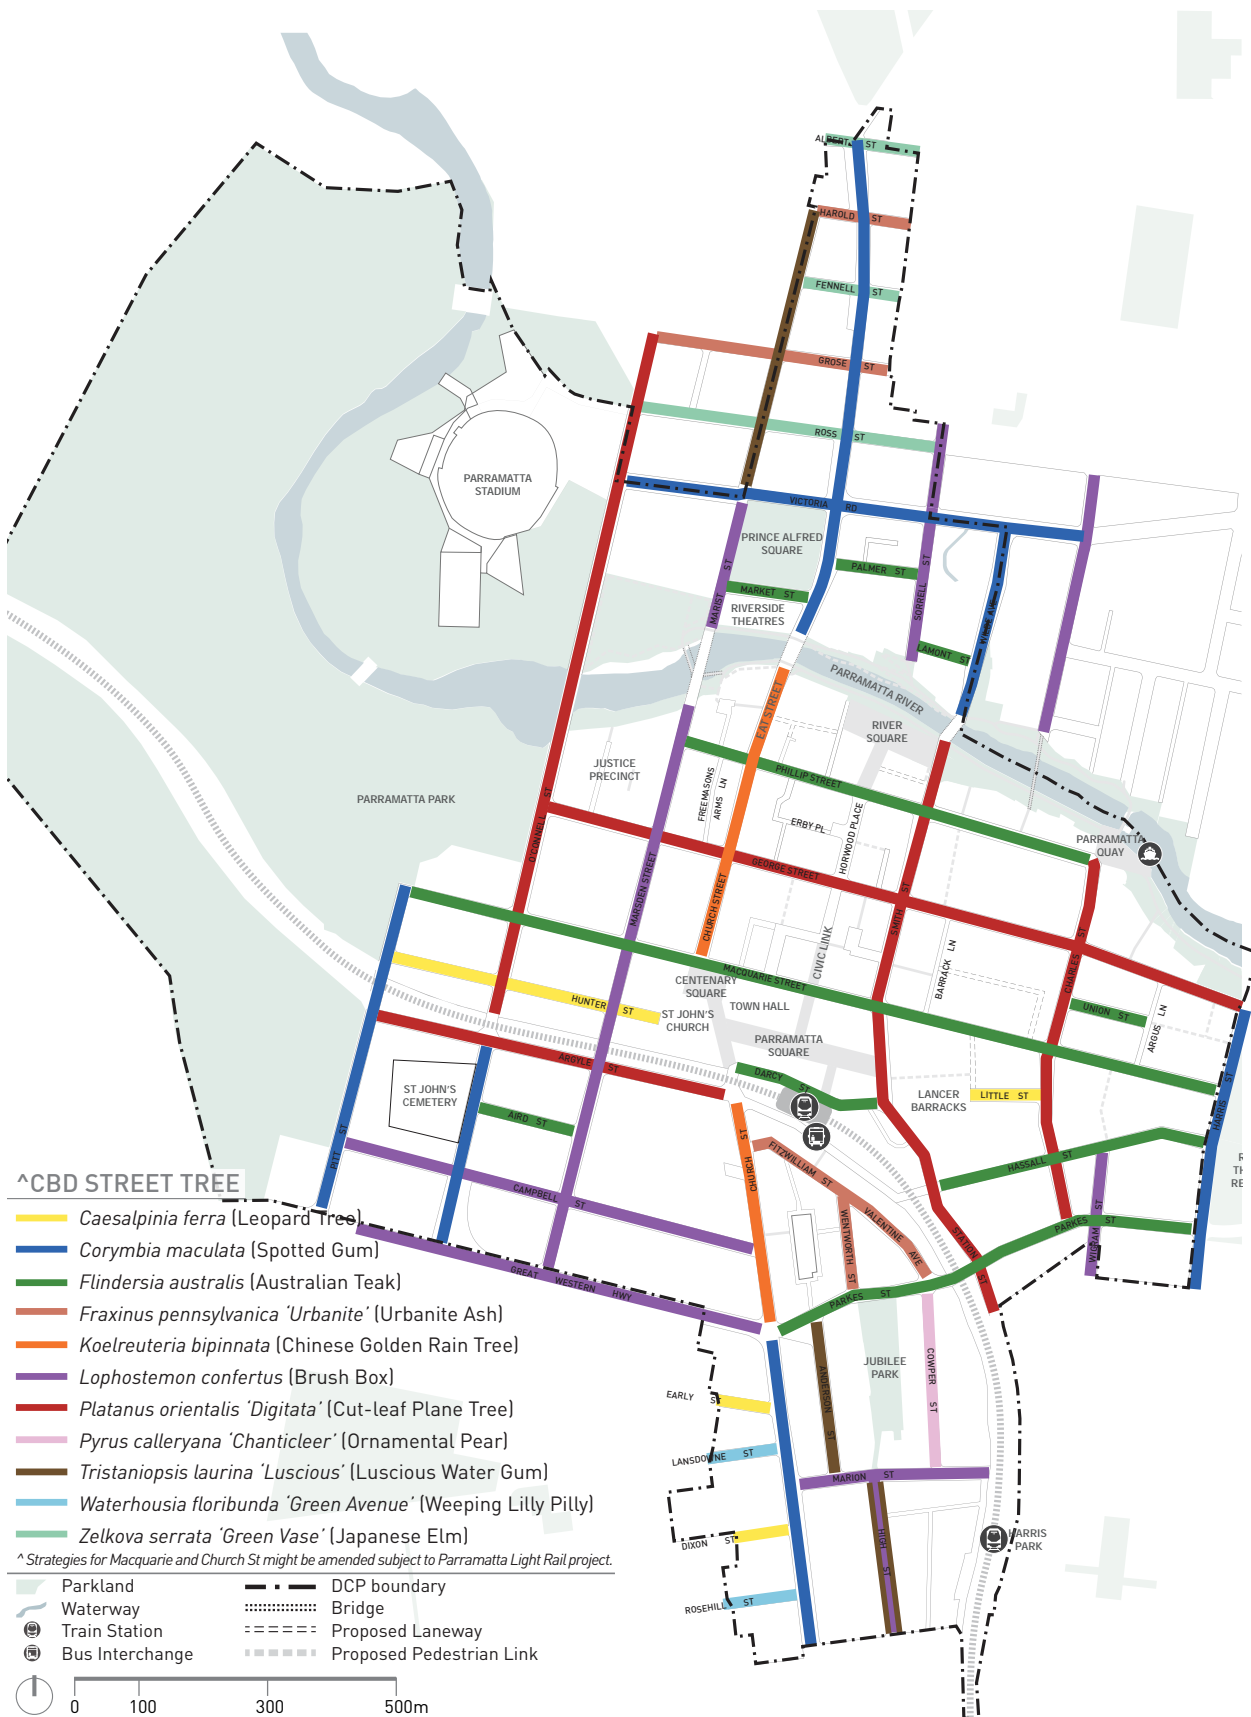 ALBERT ST
HAROLD ST
FENNELL ST
GROSE ST
ROSS ST
PARRAMATTA
STADIUM
VICTORIA RD
PRINCE ALFRED
SQUARE
PALMER ST
MARKET ST
MARIST ST
SORRELL ST
RIVERSIDE
THEATRES
LAMONT ST
PARRAMATTA RIVER
EAT STREET
RIVER
SQUARE
JUSTICE
PRECINCT
PHILLIP STREET
PARRAMATTA PARK
FREEMASONS
ARMS LN
ERBY PL
HORWOOD PLACE
PARRAMATTA
QUAY
O'CONNELL ST
GEORGE STREET
MARSDEN STREET
CHURCH STREET
SMITH ST
CIVIC LINK
BARRACK LN
CHARLES ST
MACQUARIE STREET
CENTENARY
SQUARE
TOWN HALL
HUNTER ST
ST JOHN'S
CHURCH
UNION ST
ARGUS LN
PARRAMATTA
SQUARE
ARGYLE ST
DARCY ST
ST JOHN'S
CEMETERY
LANCER
BARRACKS
LITTLE ST
HARRIS ST
AIRD ST
PITT ST
CHURCH ST
FITZWILLIAM ST
HASSALL ST
R
TH
RE
CAMPBELL ST
WENTWORTH ST
VALENTINE AVE
STATION ST
PARKES ST
WIGRAM ST
GREAT WESTERN HWY
PARKES ST
JUBILEE
PARK
ANDERSON ST
COWPER ST
EARLY ST
LANSDOWNE ST
MARION ST
DIXON ST
HIGH ST
HARRIS
PARK
ROSEHILL ST
^CBD STREET TREE
Caesalpinia ferra (Leopard Tree)
Corymbia maculata (Spotted Gum)
Flindersia australis (Australian Teak)
Fraxinus pennsylvanica ‘Urbanite’ (Urbanite Ash)
Koelreuteria bipinnata (Chinese Golden Rain Tree)
Lophostemon confertus (Brush Box)
Platanus orientalis ‘Digitata’ (Cut-leaf Plane Tree)
Pyrus calleryana ‘Chanticleer’ (Ornamental Pear)
Tristaniopsis laurina ‘Luscious’ (Luscious Water Gum)
Waterhousia floribunda ‘Green Avenue’ (Weeping Lilly Pilly)
Zelkova serrata ‘Green Vase’ (Japanese Elm)
^ Strategies for Macquarie and Church St might be amended subject to Parramatta Light Rail project.
Parkland
Waterway
Train Station
Bus Interchange
DCP boundary
Bridge
Proposed Laneway
Proposed Pedestrian Link
0 100 300 500m